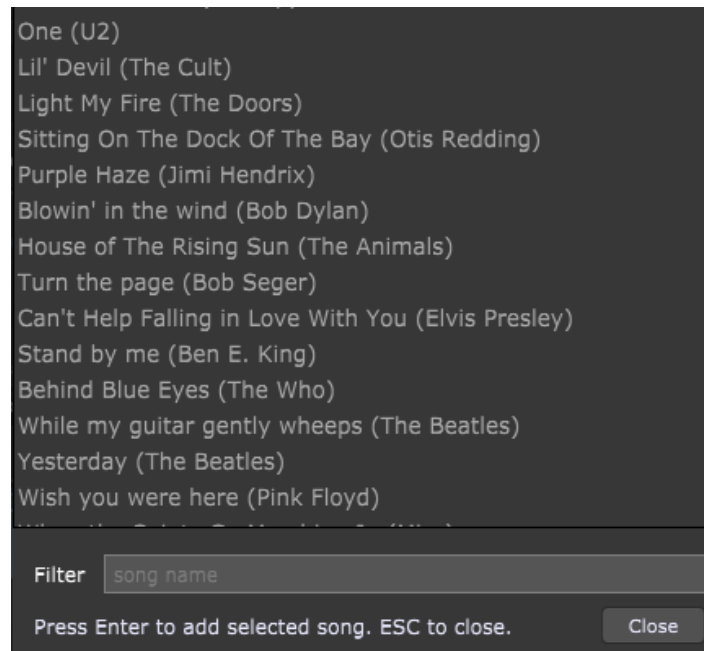 One (U2)
Lil' Devil (The Cult)
Light My Fire (The Doors)
Sitting On The Dock Of The Bay (Otis Redding)
Purple Haze (Jimi Hendrix)
Blowin' in the wind (Bob Dylan)
House of The Rising Sun (The Animals)
Turn the page (Bob Seger)
Can't Help Falling in Love With You (Elvis Presley)
Stand by me (Ben E. King)
Behind Blue Eyes (The Who)
While my guitar gently wheeps (The Beatles)
Yesterday (The Beatles)
Wish you were here (Pink Floyd)
Filter song name
Press Enter to add selected song. ESC to close. Close